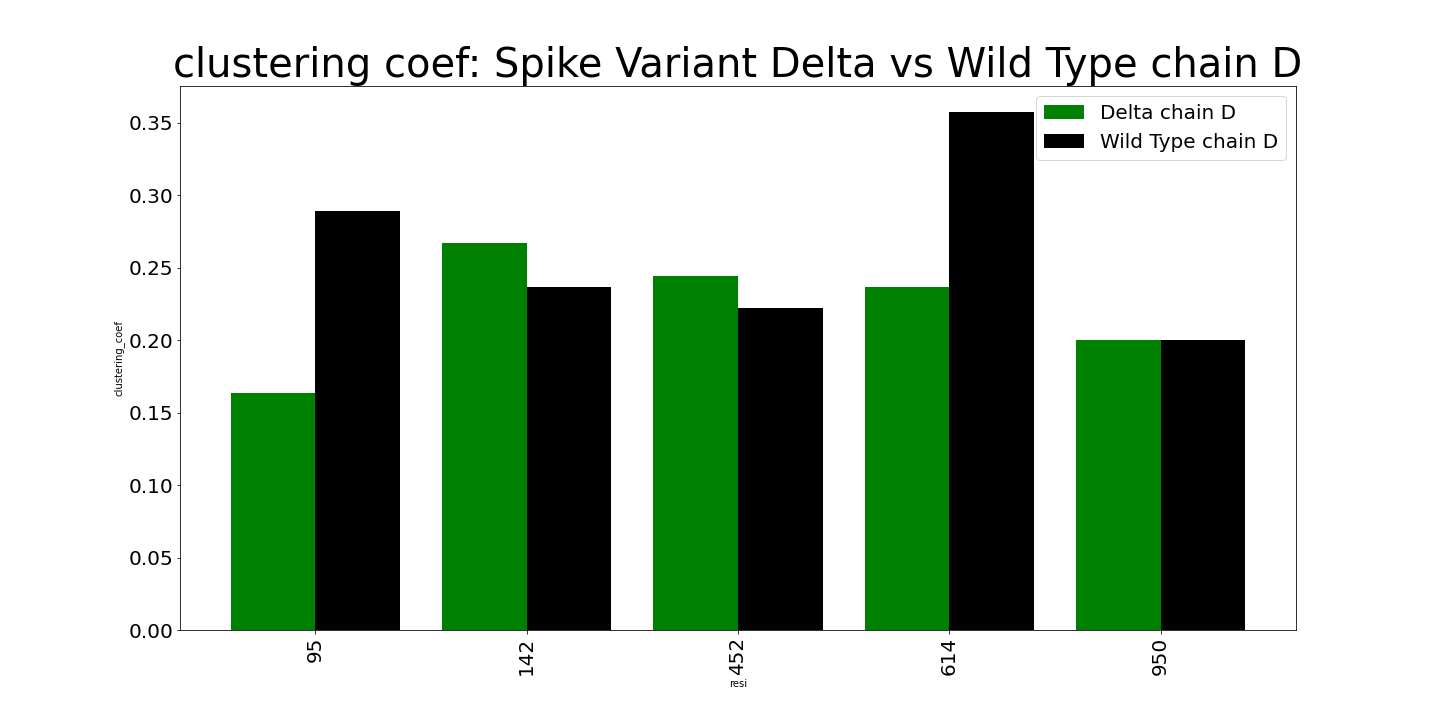 clustering coef: Spike Variant Delta vs Wild Type chain D
Delta chain D
Wild Type chain D
0.35
0.30
0.25
0.20
0.15
0.10
0.05
0.00
clustering_coef
95
142
452
614
950
resi